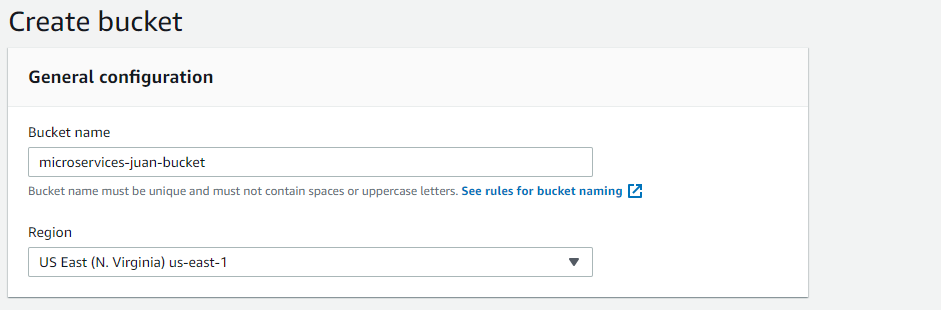 Create bucket
General configuration
Bucket name
microservices-juan-bucket
Bucket name must be unique and must not contain spaces or uppercase letters. See rules for bucket naming
Region
US East (N. Virginia) us-east-1